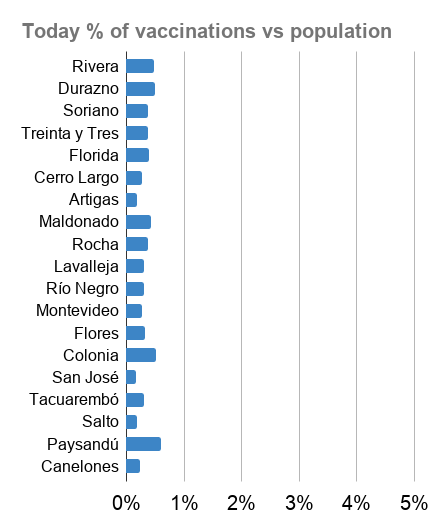 Today % of vaccinations vs population
Rivera
Durazno
Soriano
Treinta y Tres
Florida
Cerro Largo
Artigas
Maldonado
Rocha
Lavalleja
Río Negro
Montevideo
Flores
Colonia
San José
Tacuarembó
Salto
Paysandú
Canelones
0% 1% 2% 3% 4% 5%